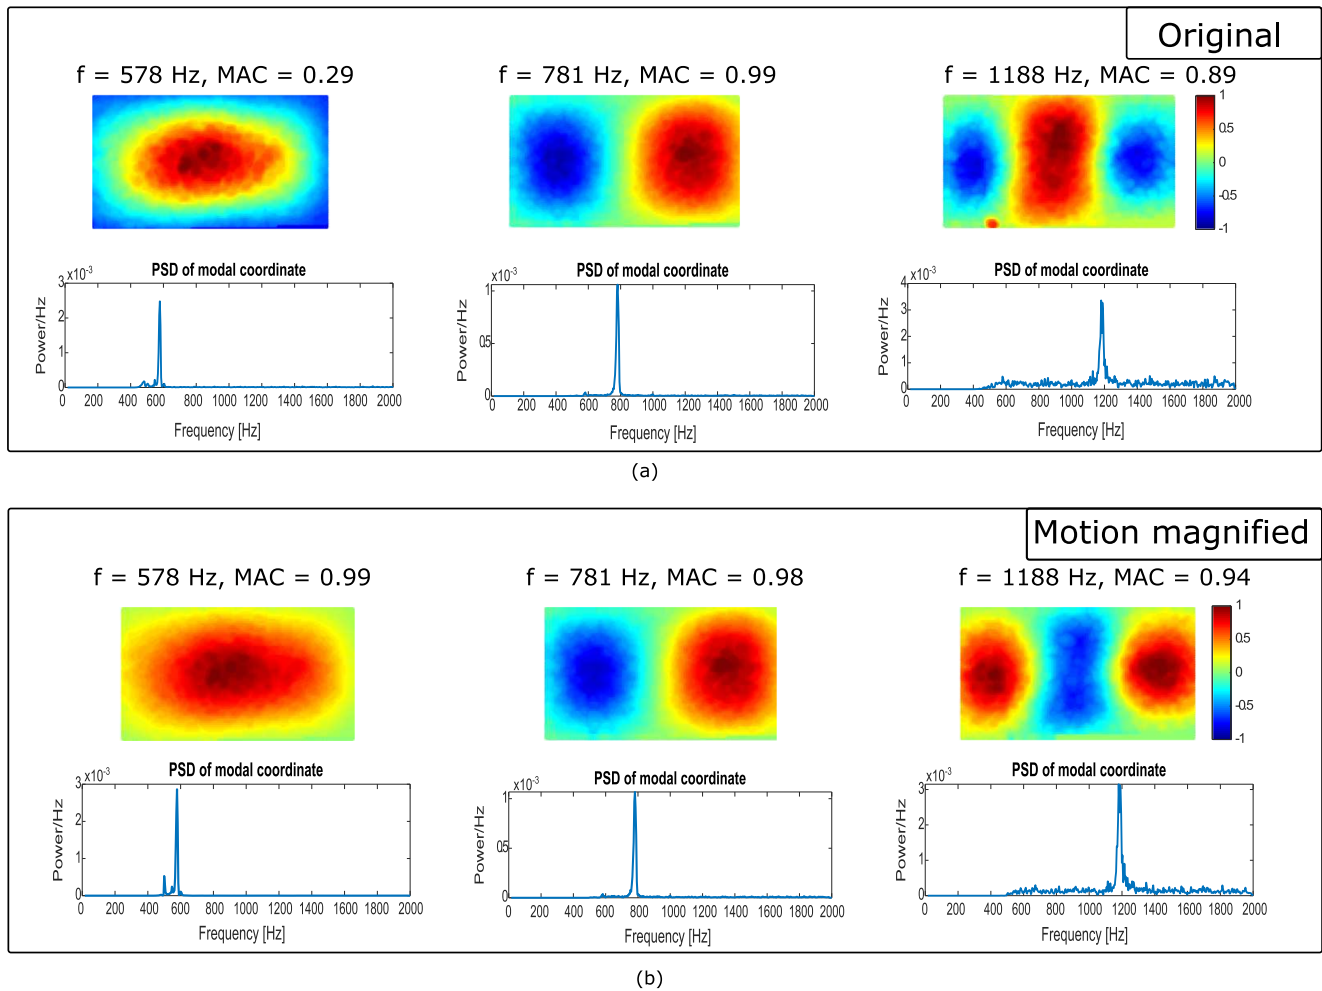 Original
f = 578 Hz, MAC = 0.29
f = 781 Hz, MAC = 0.99
f = 1188 Hz, MAC = 0.89
1
0.5
0
-0.5
-1
PSD of modal coordinate
PSD of modal coordinate
PSD of modal coordinate
x10-3
3
2
1
0
Power/Hz
0 200 400 600 800 1000 1200 1400 1600 1800 2000
Frequency [Hz]
x10-3
1
0.5
0
Power/Hz
0 200 400 600 800 1000 1200 1400 1600 1800 2000
Frequency [Hz]
x10-3
4
3
2
1
0
Power/Hz
0 200 400 600 800 1000 1200 1400 1600 1800 2000
Frequency [Hz]
(a)
Motion magnified
f = 578 Hz, MAC = 0.99
f = 781 Hz, MAC = 0.98
f = 1188 Hz, MAC = 0.94
1
0.5
0
-0.5
-1
PSD of modal coordinate
PSD of modal coordinate
PSD of modal coordinate
x10-3
3
2
1
0
Power/Hz
0 200 400 600 800 1000 1200 1400 1600 1800 2000
Frequency [Hz]
x10-3
1
0.5
0
Power/Hz
0 200 400 600 800 1000 1200 1400 1600 1800 2000
Frequency [Hz]
x10-3
3
2
1
0
Power/Hz
0 200 400 600 800 1000 1200 1400 1600 1800 2000
Frequency [Hz]
(b)